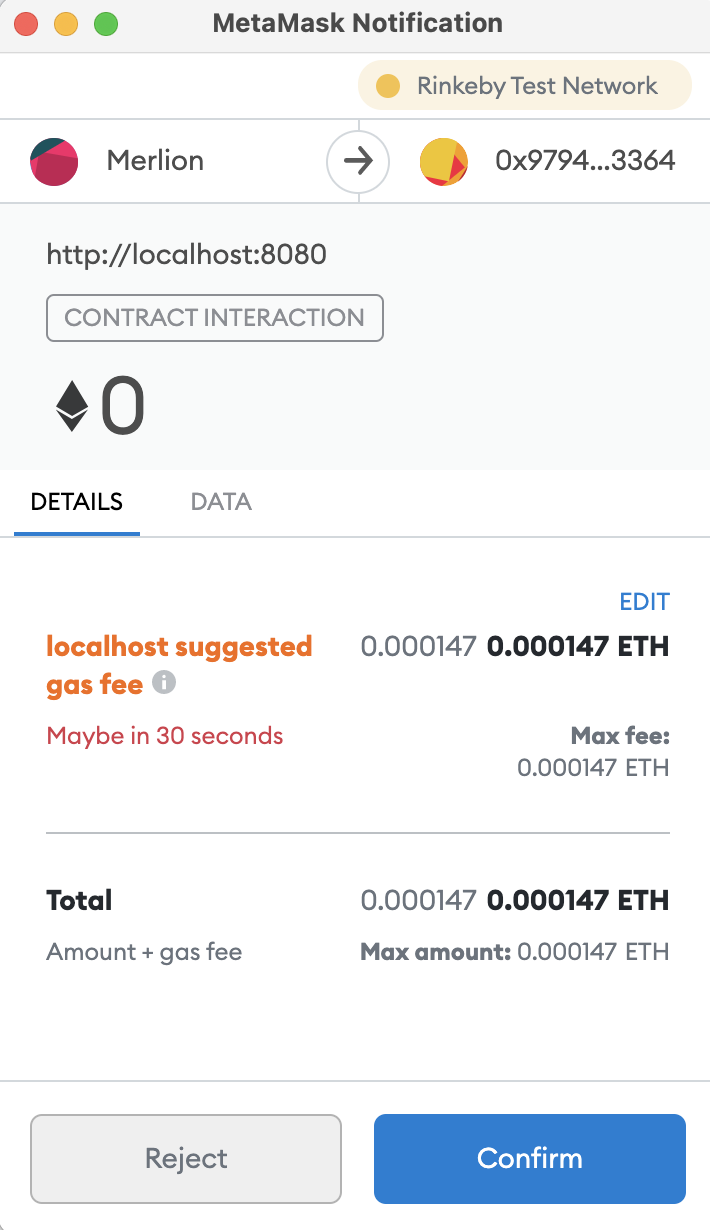 MetaMask Notification
Rinkeby Test Network
Merlion
0x9794...3364
http://localhost:8080
CONTRACT INTERACTION
0
DETAILS DATA
EDIT
localhost suggested 0.000147 0.000147 ETH
gas fee
Maybe in 30 seconds Max fee:
0.000147 ETH
Total 0.000147 0.000147 ETH
Amount + gas fee Max amount: 0.000147 ETH
Reject Confirm